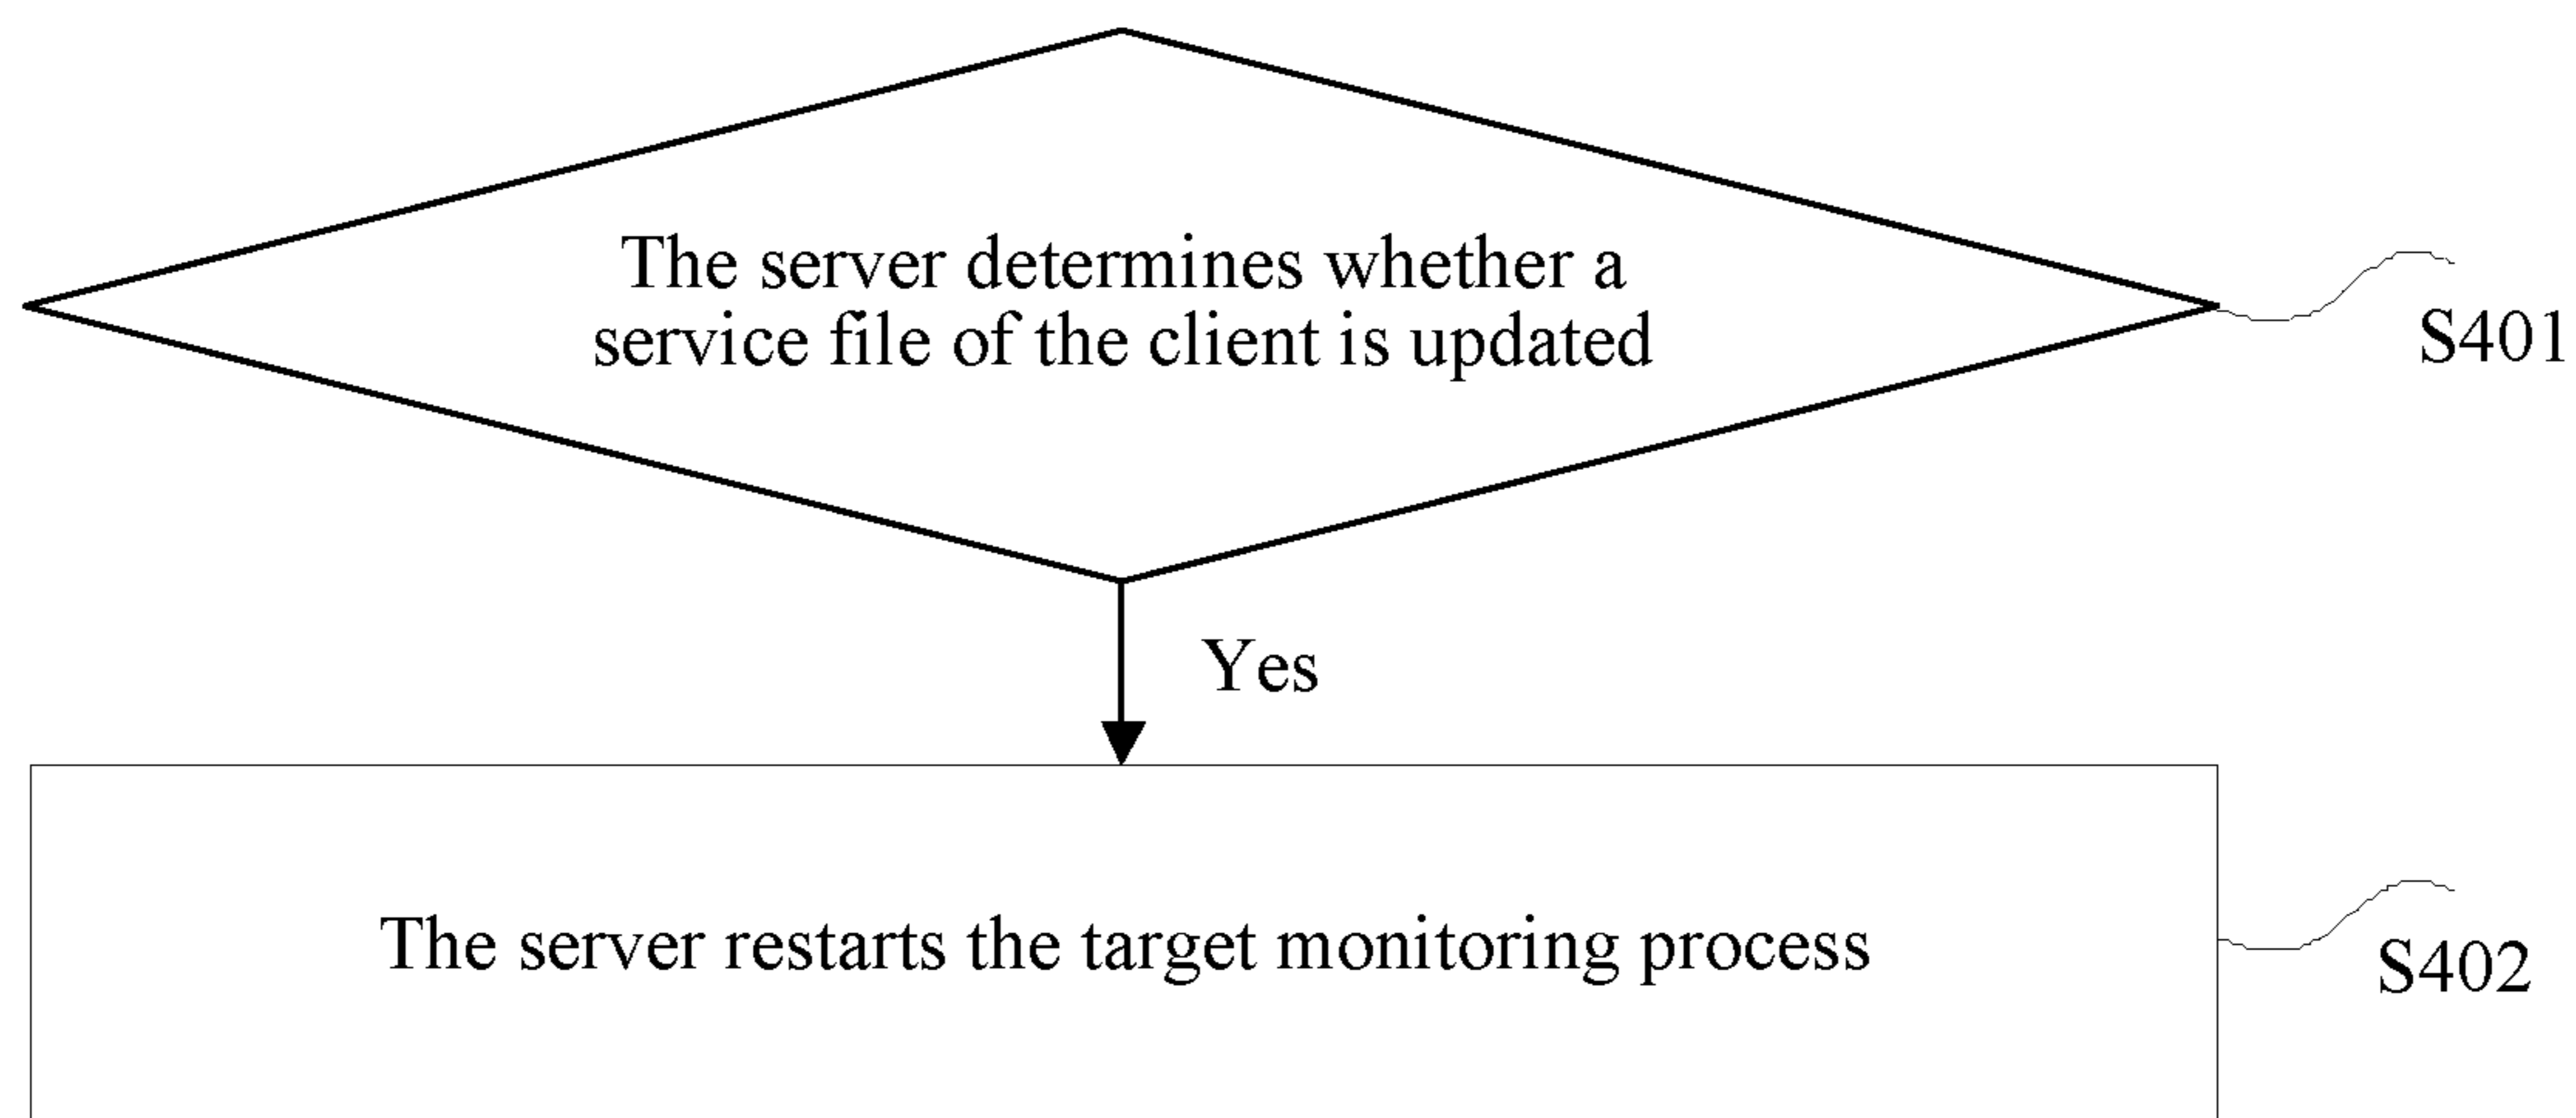 The server determines whether a
service file of the client is updated
S401
Yes
The server restarts the target monitoring process
S402